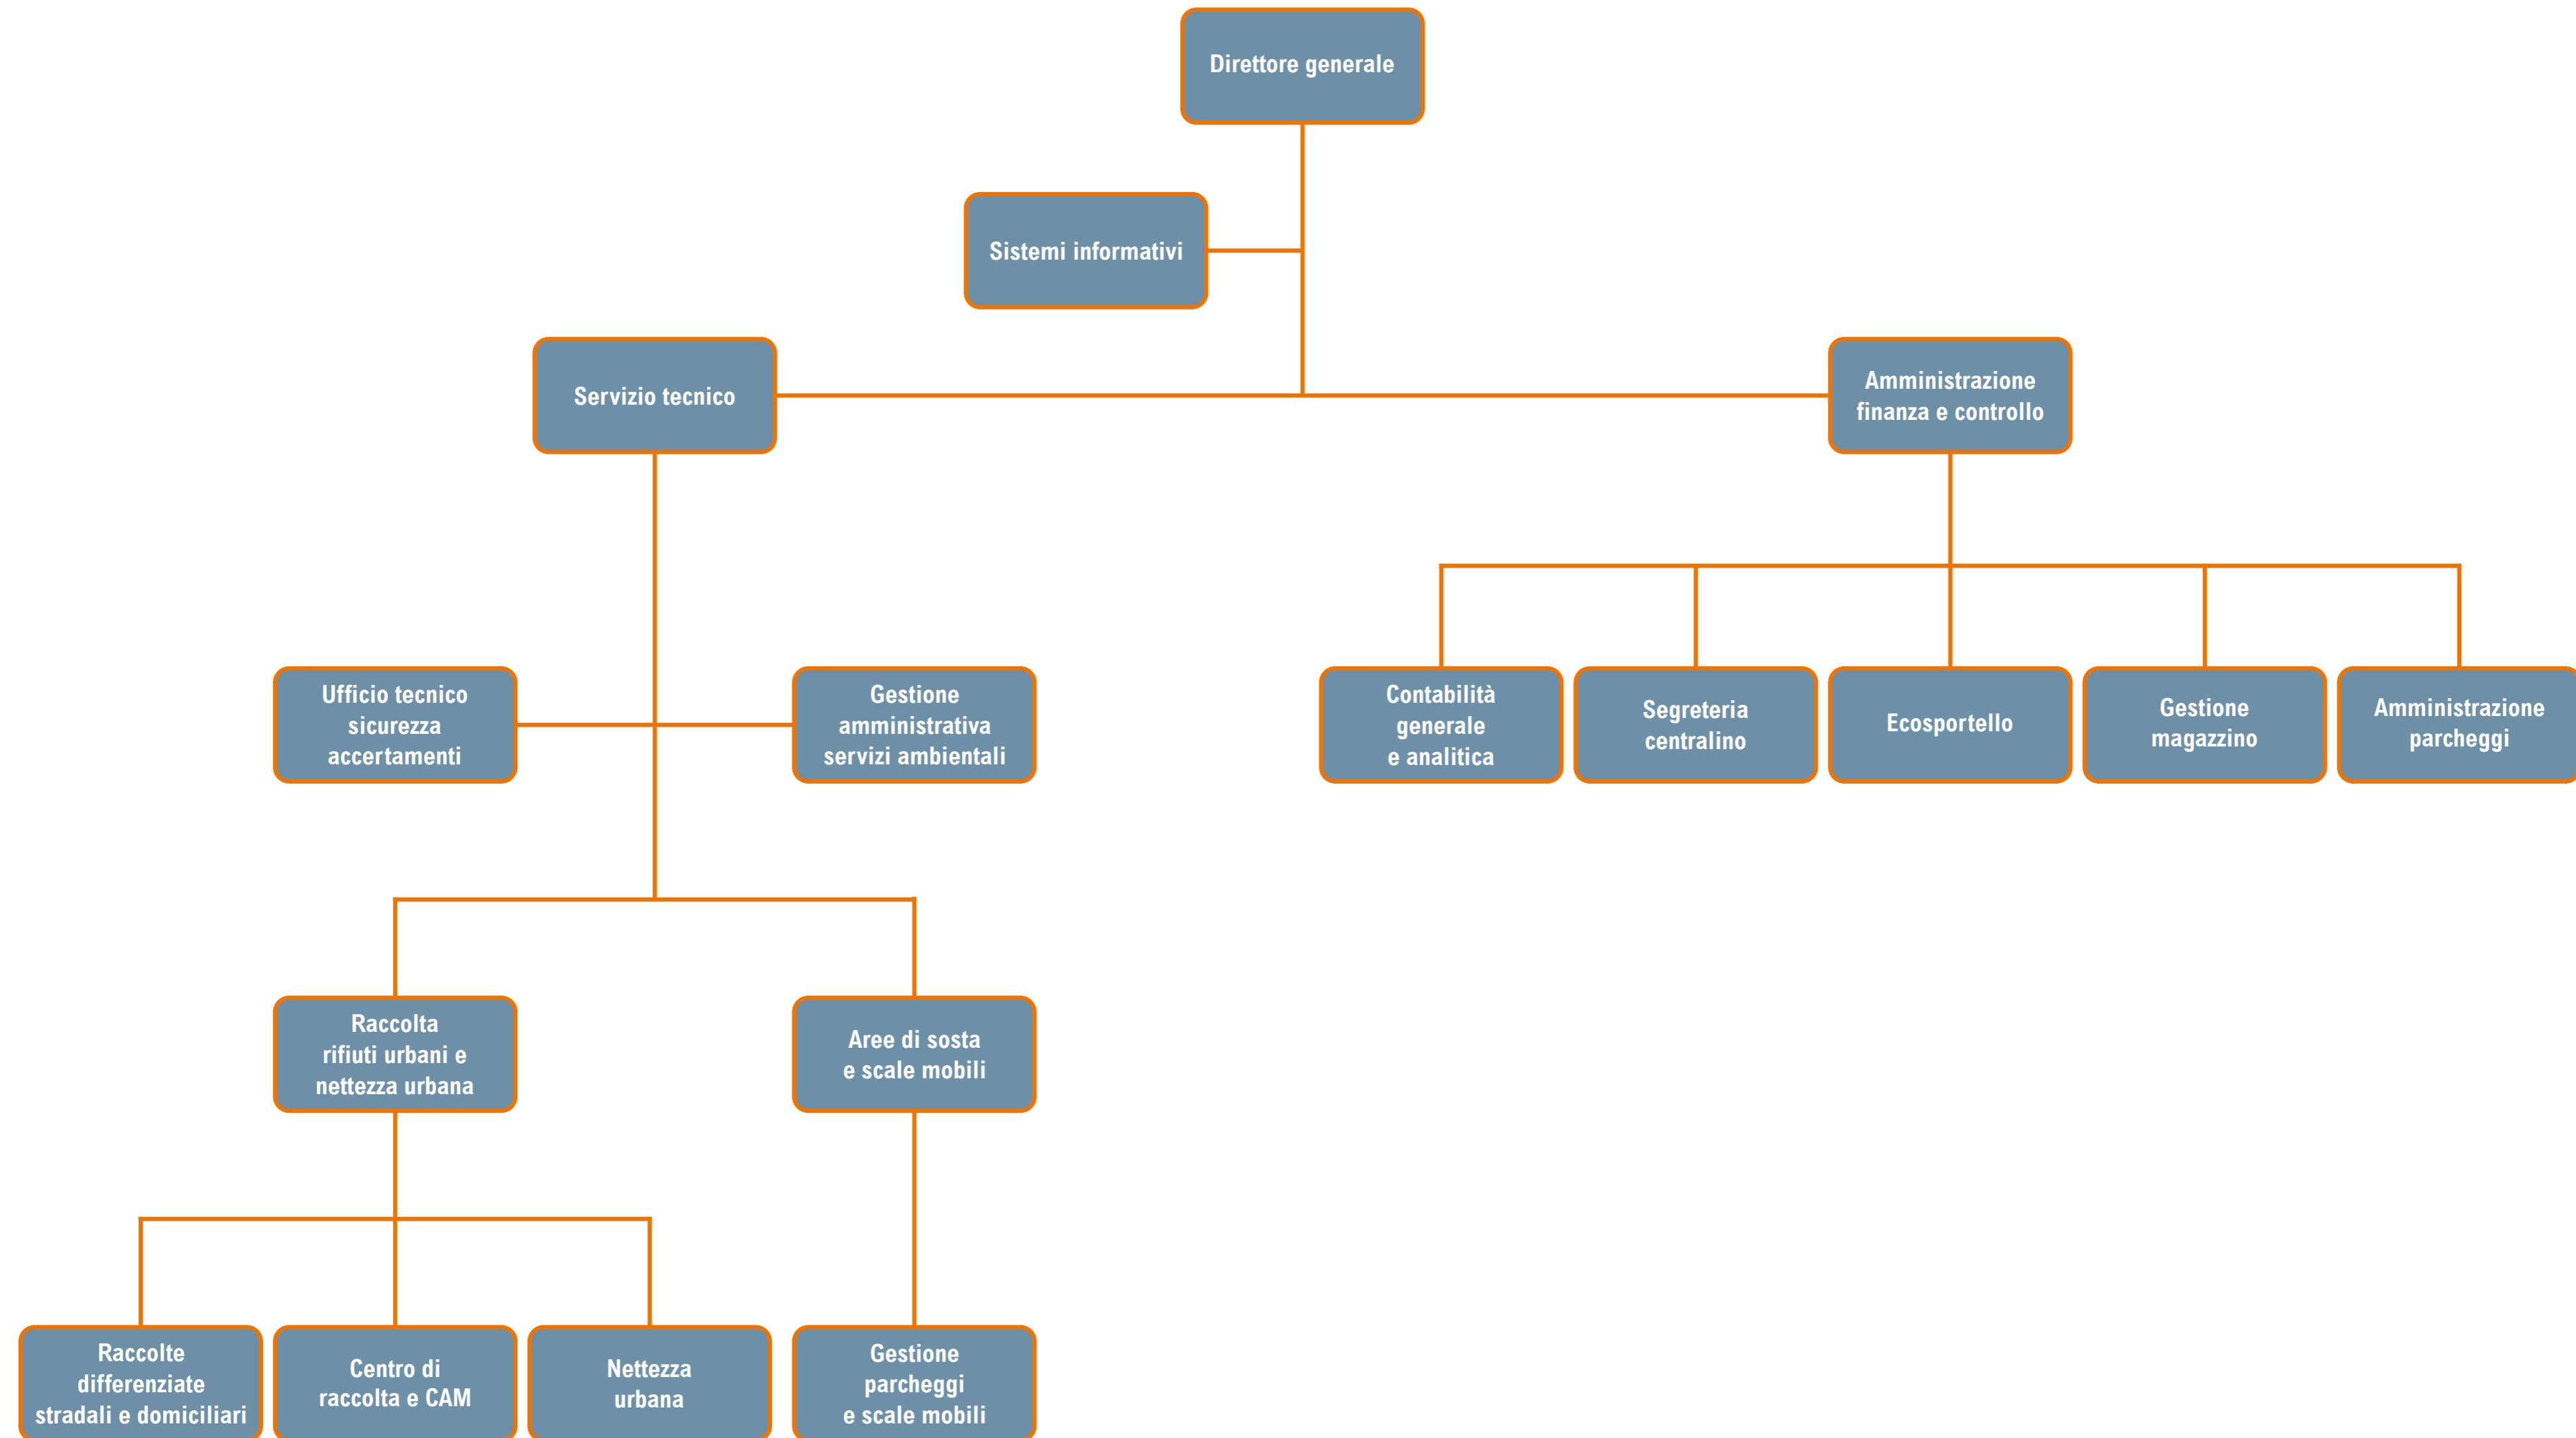 Direttore generale
Sistemi informativi
Servizio tecnico
Amministrazione
finanza e controllo
Ufficio tecnico
sicurezza
accertamenti
Gestione
amministrativa
servizi ambientali
Contabilità
generale
e analitica
Segreteria
centralino
Ecosportello
Gestione
magazzino
Amministrazione
parcheggi
Raccolta
rifiuti urbani e
nettezza urbana
Aree di sosta
e scale mobili
Raccolte
differenziate
stradali e domiciliari
Centro di
raccolta e CAM
Nettezza
urbana
Gestione
parcheggi
e scale mobili